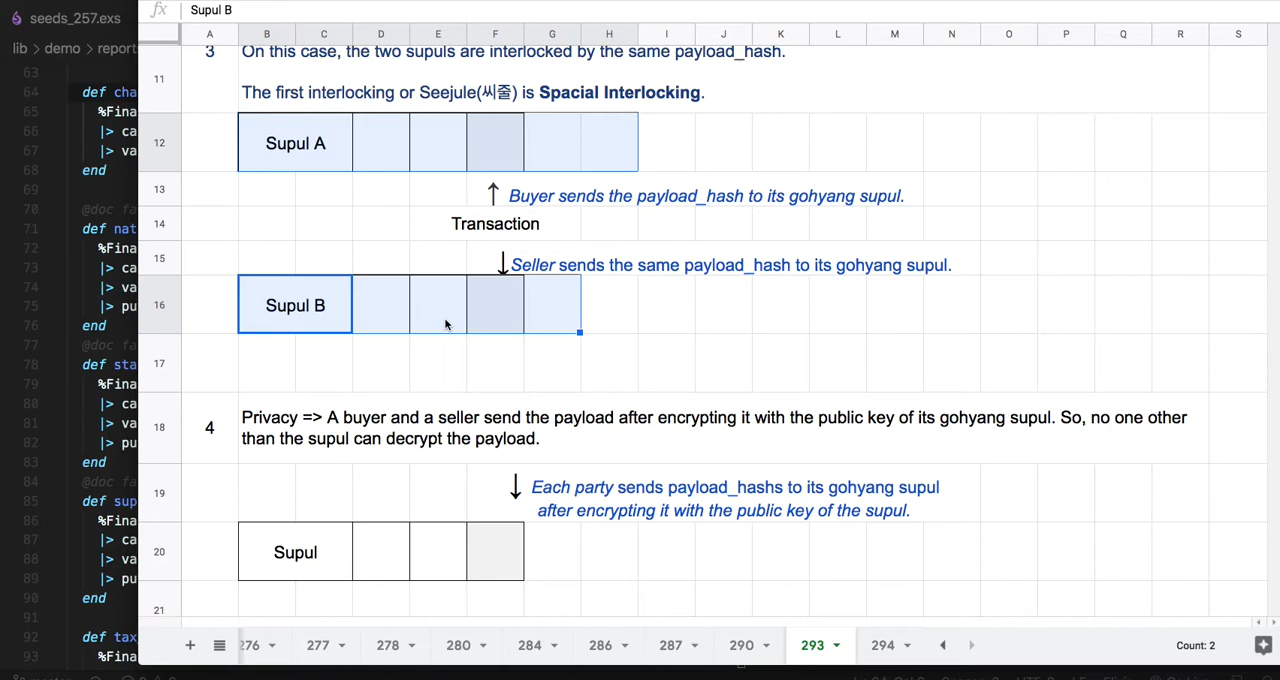 seeds_257.exs
fx
Supul B
lib > demo > report
A B C D E F G H I J K L M N O P Q R S
63
64 def cha
65 %Fina
66 |> ca
67 |> va
68 end
69
70 @doc fa
71 def nat
72 %Fina
73 |> ca
74 |> va
75 |> pu
76 end
77 @doc fa
78 def sta
79 %Fina
80 |> ca
81 |> va
82 |> pu
83 end
84 @doc fa
85 def sup
86 %Fina
87 |> ca
88 |> va
89 |> pu
90 end
91
92 def tax
93 %Fina
3 On this case, the two supuls are interlocked by the same payload_hash.
11
The first interlocking or Seejule(씨줄) is Spacial Interlocking.
12 Supul A
13 ↑ Buyer sends the payload_hash to its gohyang supul.
14 Transaction
15 ↓ Seller sends the same payload_hash to its gohyang supul.
16 Supul B
17
18 4 Privacy => A buyer and a seller send the payload after encrypting it with the public key of its gohyang supul. So, no one other
than the supul can decrypt the payload.
19 ↓ Each party sends payload_hashs to its gohyang supul
after encrypting it with the public key of the supul.
20 Supul
21
+ 276 277 278 280 284 286 287 290 293 294
Count: 2